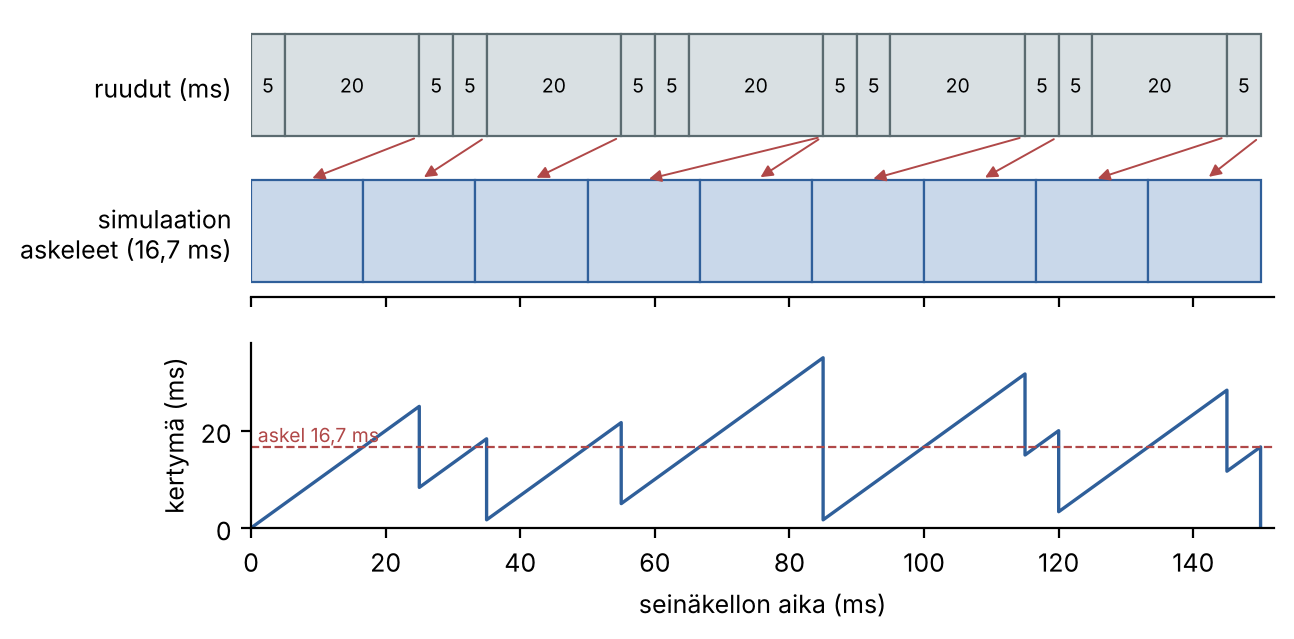 ruudut (ms)
5 20 5 5 20 5 5 20 5 5 20 5 5 20 5
simulaation
askeleet (16,7 ms)
kertymä (ms)
20
0
askel 16,7 ms
0 20 40 60 80 100 120 140
seinäkellon aika (ms)